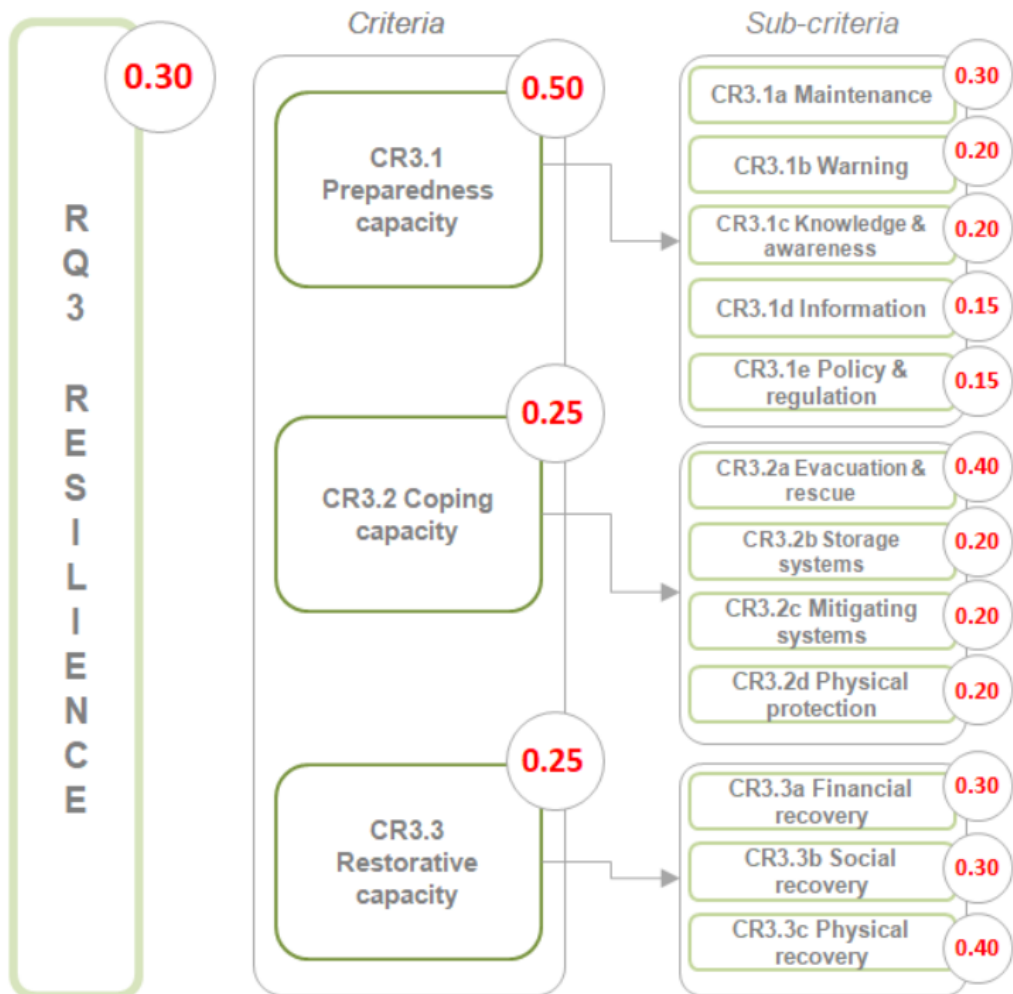 Criteria
Sub-criteria
0.30
RQ3 RESILIENCE
0.50
CR3.1
Preparedness
capacity
0.30
CR3.1a Maintenance
0.20
CR3.1b Warning
0.20
CR3.1c Knowledge &
awareness
0.15
CR3.1d Information
0.15
CR3.1e Policy &
regulation
0.25
CR3.2 Coping
capacity
0.40
CR3.2a Evacuation &
rescue
0.20
CR3.2b Storage
systems
0.20
CR3.2c Mitigating
systems
0.20
CR3.2d Physical
protection
0.25
CR3.3
Restorative
capacity
0.30
CR3.3a Financial
recovery
0.30
CR3.3b Social
recovery
0.40
CR3.3c Physical
recovery